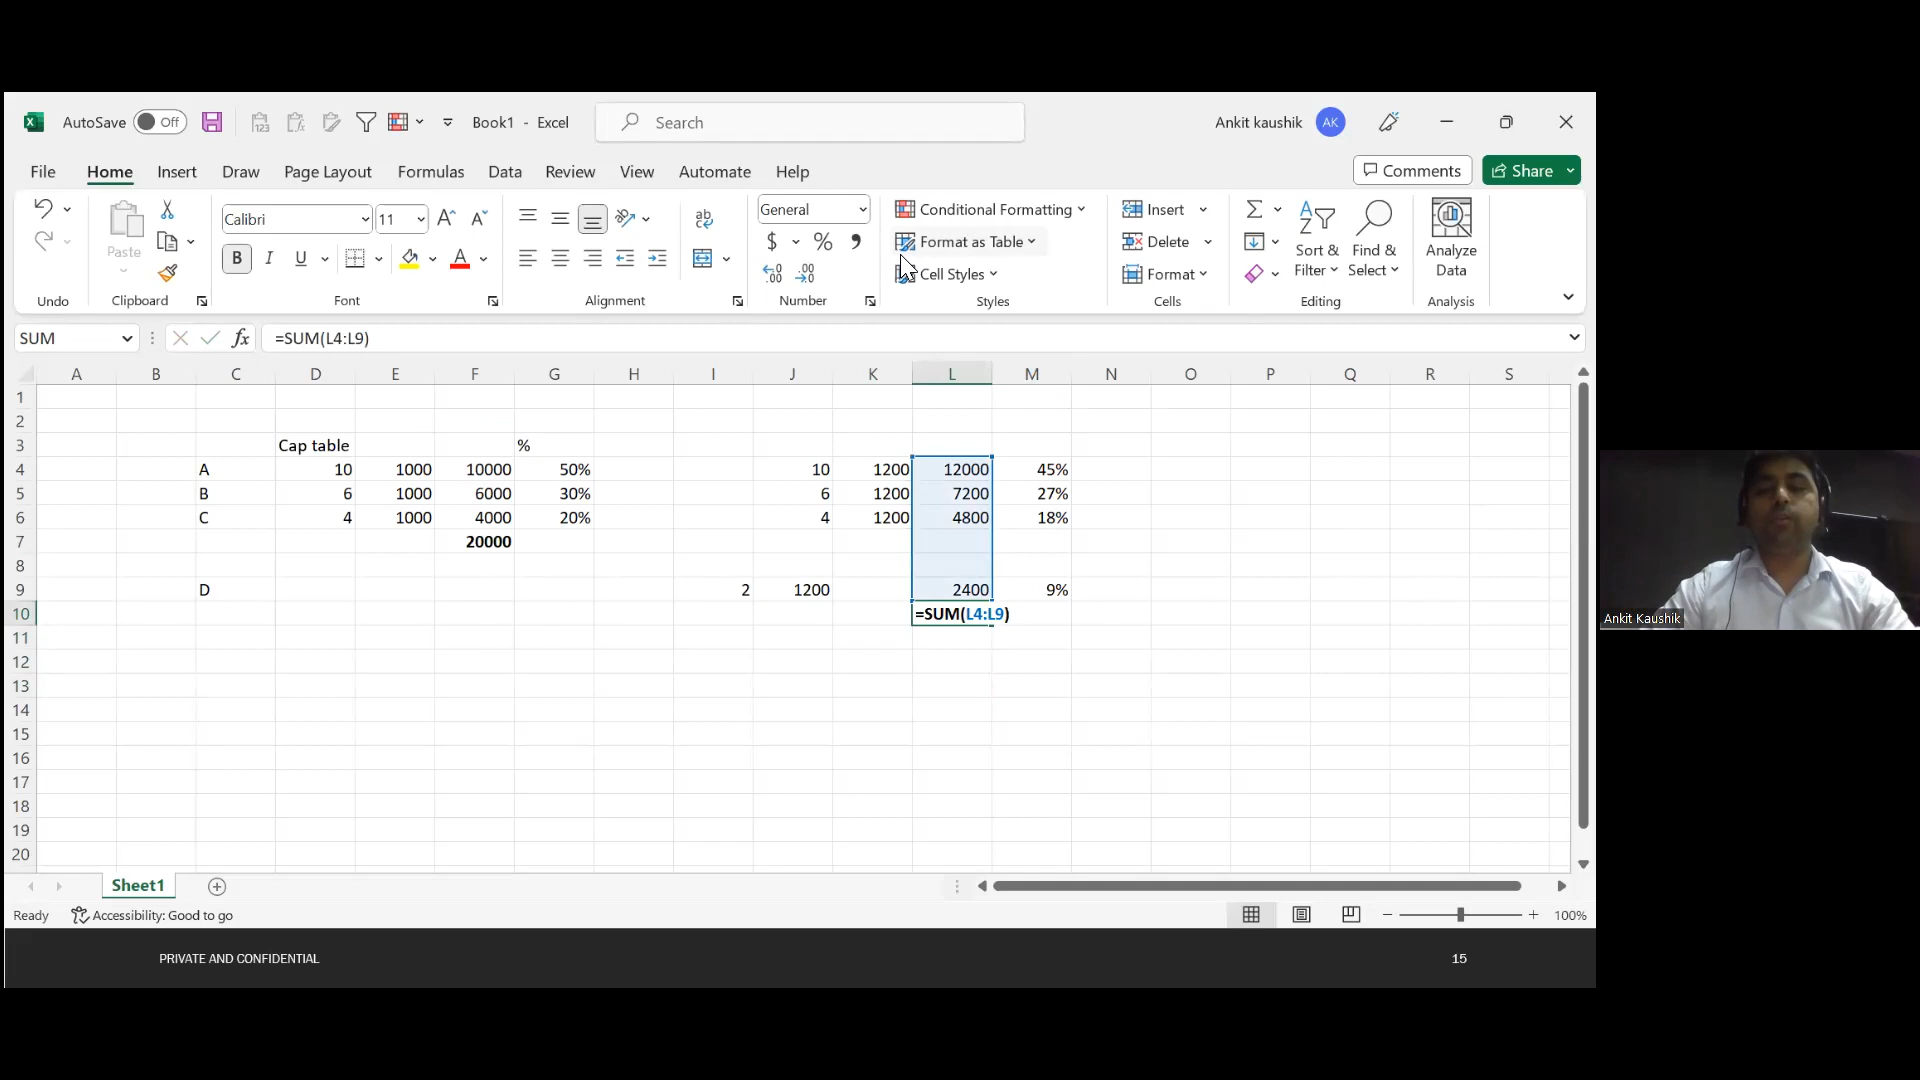 AutoSave Off Book1 - Excel Search Ankit kaushik AK
File Home Insert Draw Page Layout Formulas Data Review View Automate Help Comments Share
Paste Calibri 11 General Conditional Formatting Insert Sort & Find & Analyze
B I U ab $ % Format as Table Delete Filter Select Data
Cell Styles Format
Undo Clipboard Font Alignment Number Styles Cells Editing Analysis
SUM fx =SUM(L4:L9)
A B C D E F G H I J K L M N O P Q R S
1
2
3 Cap table %
4 A 10 1000 10000 50% 10 1200 12000 45%
5 B 6 1000 6000 30% 6 1200 7200 27%
6 C 4 1000 4000 20% 4 1200 4800 18%
7 20000
8
9 D 2 1200 2400 9%
10 =SUM(L4:L9)
11
12
13
14
15
16
17
18
19
20
Sheet1
Ready Accessibility: Good to go 100%
PRIVATE AND CONFIDENTIAL 15
Ankit Kaushik